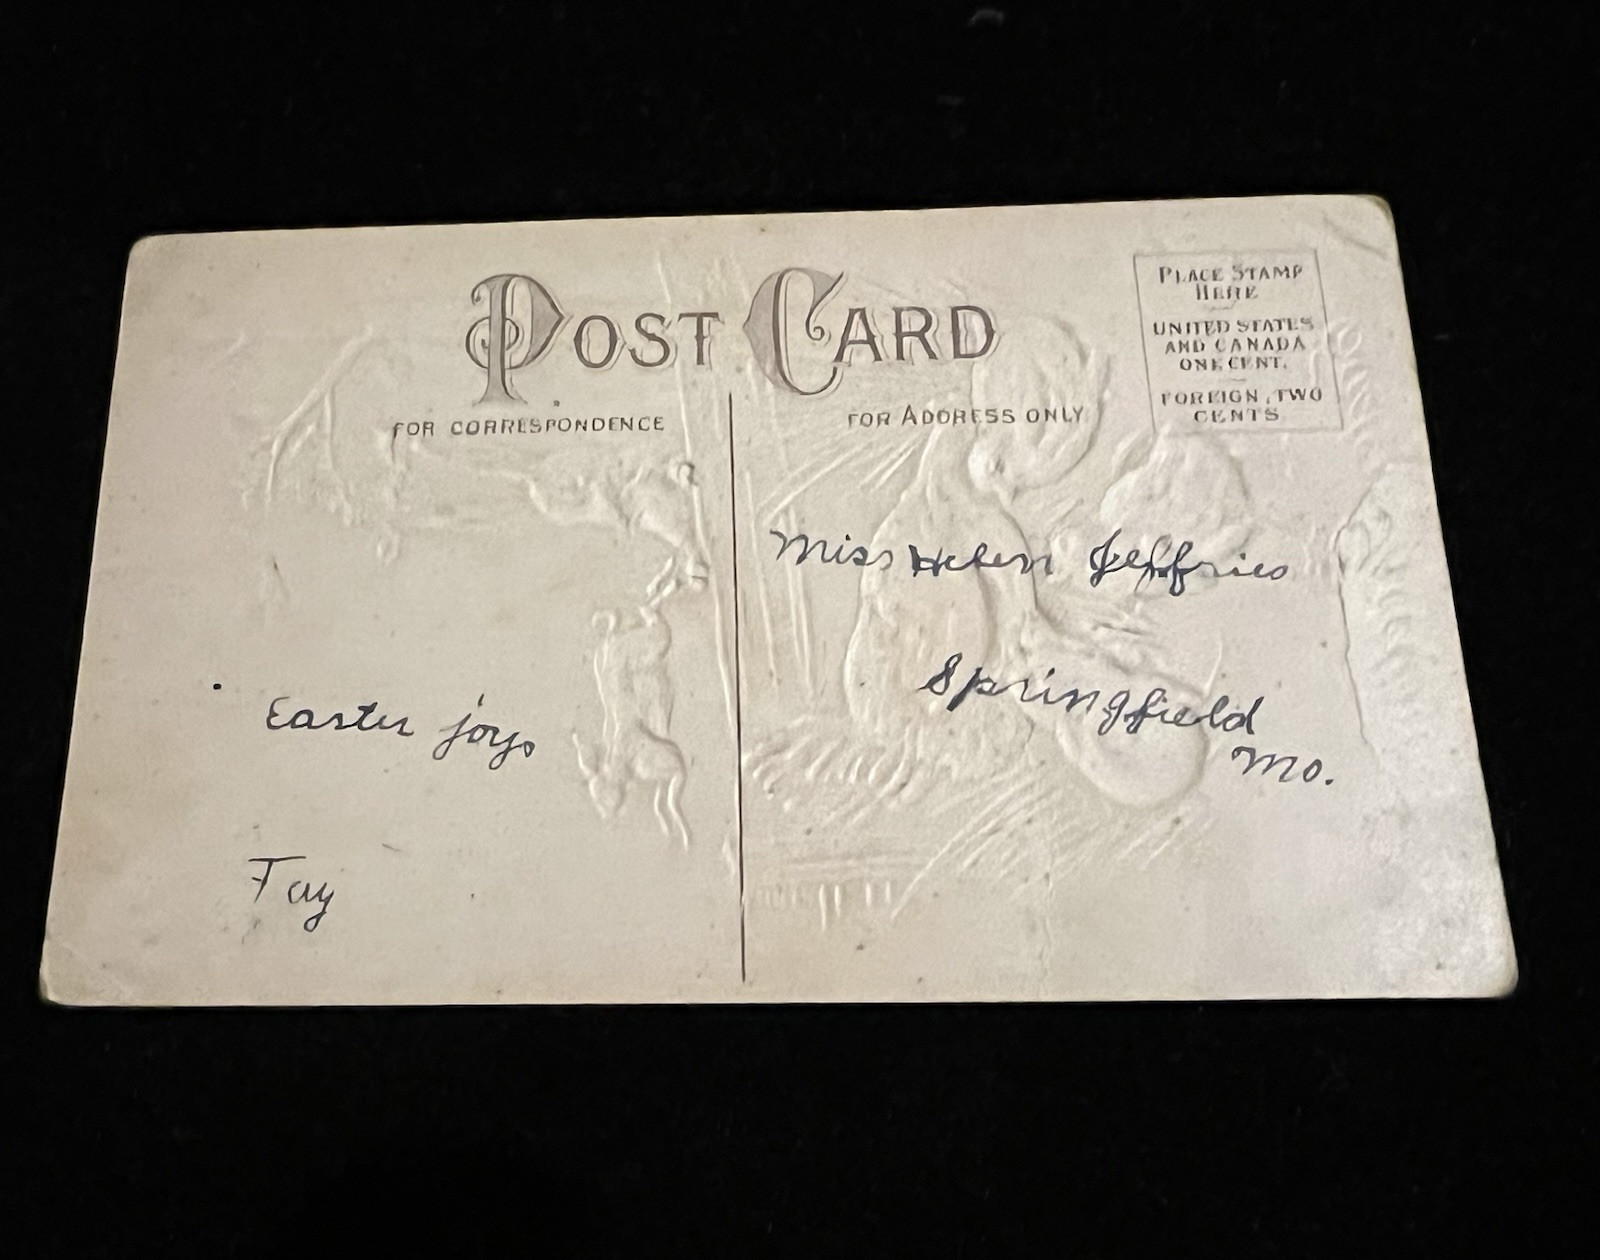 POST CARD
FOR CORRESPONDENCE
FOR ADDRESS ONLY
PLACE STAMP
HERE
UNITED STATES
AND CANADA
ONE CENT.
FOREIGN, TWO
CENTS
Miss Helen Jeffries
Springfield
Mo.
Easter joys
Fay